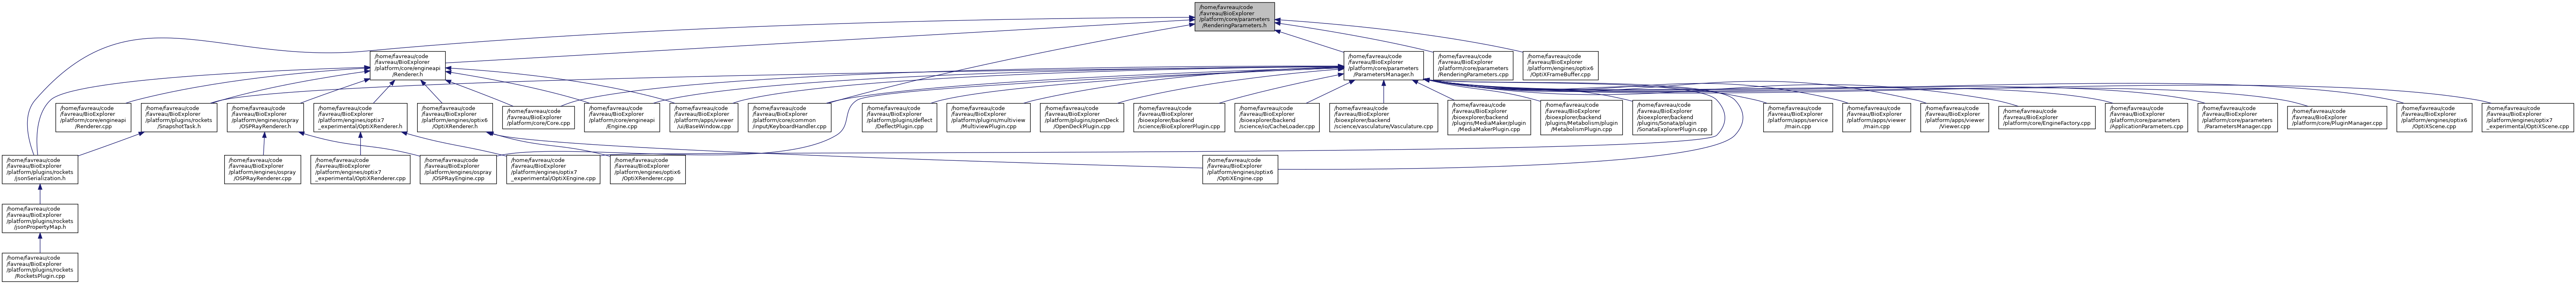 /home/favreau/code
/favreau/BioExplorer
/platform/core/parameters
/RenderingParameters.h
/home/favreau/code
/favreau/BioExplorer
/platform/core/engineapi
/Renderer.h
/home/favreau/code
/favreau/BioExplorer
/platform/core/parameters
/ParametersManager.h
/home/favreau/code
/favreau/BioExplorer
/platform/core/parameters
/RenderingParameters.cpp
/home/favreau/code
/favreau/BioExplorer
/platform/engines/optix6
/OptiXFrameBuffer.cpp
/home/favreau/code
/favreau/BioExplorer
/platform/core/engineapi
/Renderer.cpp
/home/favreau/code
/favreau/BioExplorer
/platform/plugins/rockets
/SnapshotTask.h
/home/favreau/code
/favreau/BioExplorer
/platform/engines/ospray
/OSPRayRenderer.h
/home/favreau/code
/favreau/BioExplorer
/platform/engines/optix7
_experimental/OptiXRenderer.h
/home/favreau/code
/favreau/BioExplorer
/platform/engines/optix6
/OptiXRenderer.h
/home/favreau/code
/favreau/BioExplorer
/platform/core/Core.cpp
/home/favreau/code
/favreau/BioExplorer
/platform/core/engineapi
/Engine.cpp
/home/favreau/code
/favreau/BioExplorer
/platform/apps/viewer
/ui/BaseWindow.cpp
/home/favreau/code
/favreau/BioExplorer
/platform/core/common
/input/KeyboardHandler.cpp
/home/favreau/code
/favreau/BioExplorer
/platform/plugins/deflect
/DeflectPlugin.cpp
/home/favreau/code
/favreau/BioExplorer
/platform/plugins/multiview
/MultiviewPlugin.cpp
/home/favreau/code
/favreau/BioExplorer
/platform/plugins/openDeck
/OpenDeckPlugin.cpp
/home/favreau/code
/favreau/BioExplorer
/bioexplorer/backend
/science/BioExplorerPlugin.cpp
/home/favreau/code
/favreau/BioExplorer
/bioexplorer/backend
/science/io/CacheLoader.cpp
/home/favreau/code
/favreau/BioExplorer
/bioexplorer/backend
/science/vasculature/Vasculature.cpp
/home/favreau/code
/favreau/BioExplorer
/bioexplorer/backend
/plugins/MediaMaker/plugin
/MediaMakerPlugin.cpp
/home/favreau/code
/favreau/BioExplorer
/bioexplorer/backend
/plugins/Metabolism/plugin
/MetabolismPlugin.cpp
/home/favreau/code
/favreau/BioExplorer
/bioexplorer/backend
/plugins/Sonata/plugin
/SonataExplorerPlugin.cpp
/home/favreau/code
/favreau/BioExplorer
/platform/apps/service
/main.cpp
/home/favreau/code
/favreau/BioExplorer
/platform/apps/viewer
/main.cpp
/home/favreau/code
/favreau/BioExplorer
/platform/apps/viewer
/Viewer.cpp
/home/favreau/code
/favreau/BioExplorer
/platform/core/EngineFactory.cpp
/home/favreau/code
/favreau/BioExplorer
/platform/core/parameters
/ApplicationParameters.cpp
/home/favreau/code
/favreau/BioExplorer
/platform/core/parameters
/ParametersManager.cpp
/home/favreau/code
/favreau/BioExplorer
/platform/core/PluginManager.cpp
/home/favreau/code
/favreau/BioExplorer
/platform/engines/optix6
/OptiXScene.cpp
/home/favreau/code
/favreau/BioExplorer
/platform/engines/optix7
_experimental/OptiXScene.cpp
/home/favreau/code
/favreau/BioExplorer
/platform/plugins/rockets
/jsonSerialization.h
/home/favreau/code
/favreau/BioExplorer
/platform/engines/ospray
/OSPRayRenderer.cpp
/home/favreau/code
/favreau/BioExplorer
/platform/engines/optix7
_experimental/OptiXRenderer.cpp
/home/favreau/code
/favreau/BioExplorer
/platform/engines/ospray
/OSPRayEngine.cpp
/home/favreau/code
/favreau/BioExplorer
/platform/engines/optix7
_experimental/OptiXEngine.cpp
/home/favreau/code
/favreau/BioExplorer
/platform/engines/optix6
/OptiXRenderer.cpp
/home/favreau/code
/favreau/BioExplorer
/platform/engines/optix6
/OptiXEngine.cpp
/home/favreau/code
/favreau/BioExplorer
/platform/plugins/rockets
/jsonPropertyMap.h
/home/favreau/code
/favreau/BioExplorer
/platform/plugins/rockets
/RocketsPlugin.cpp